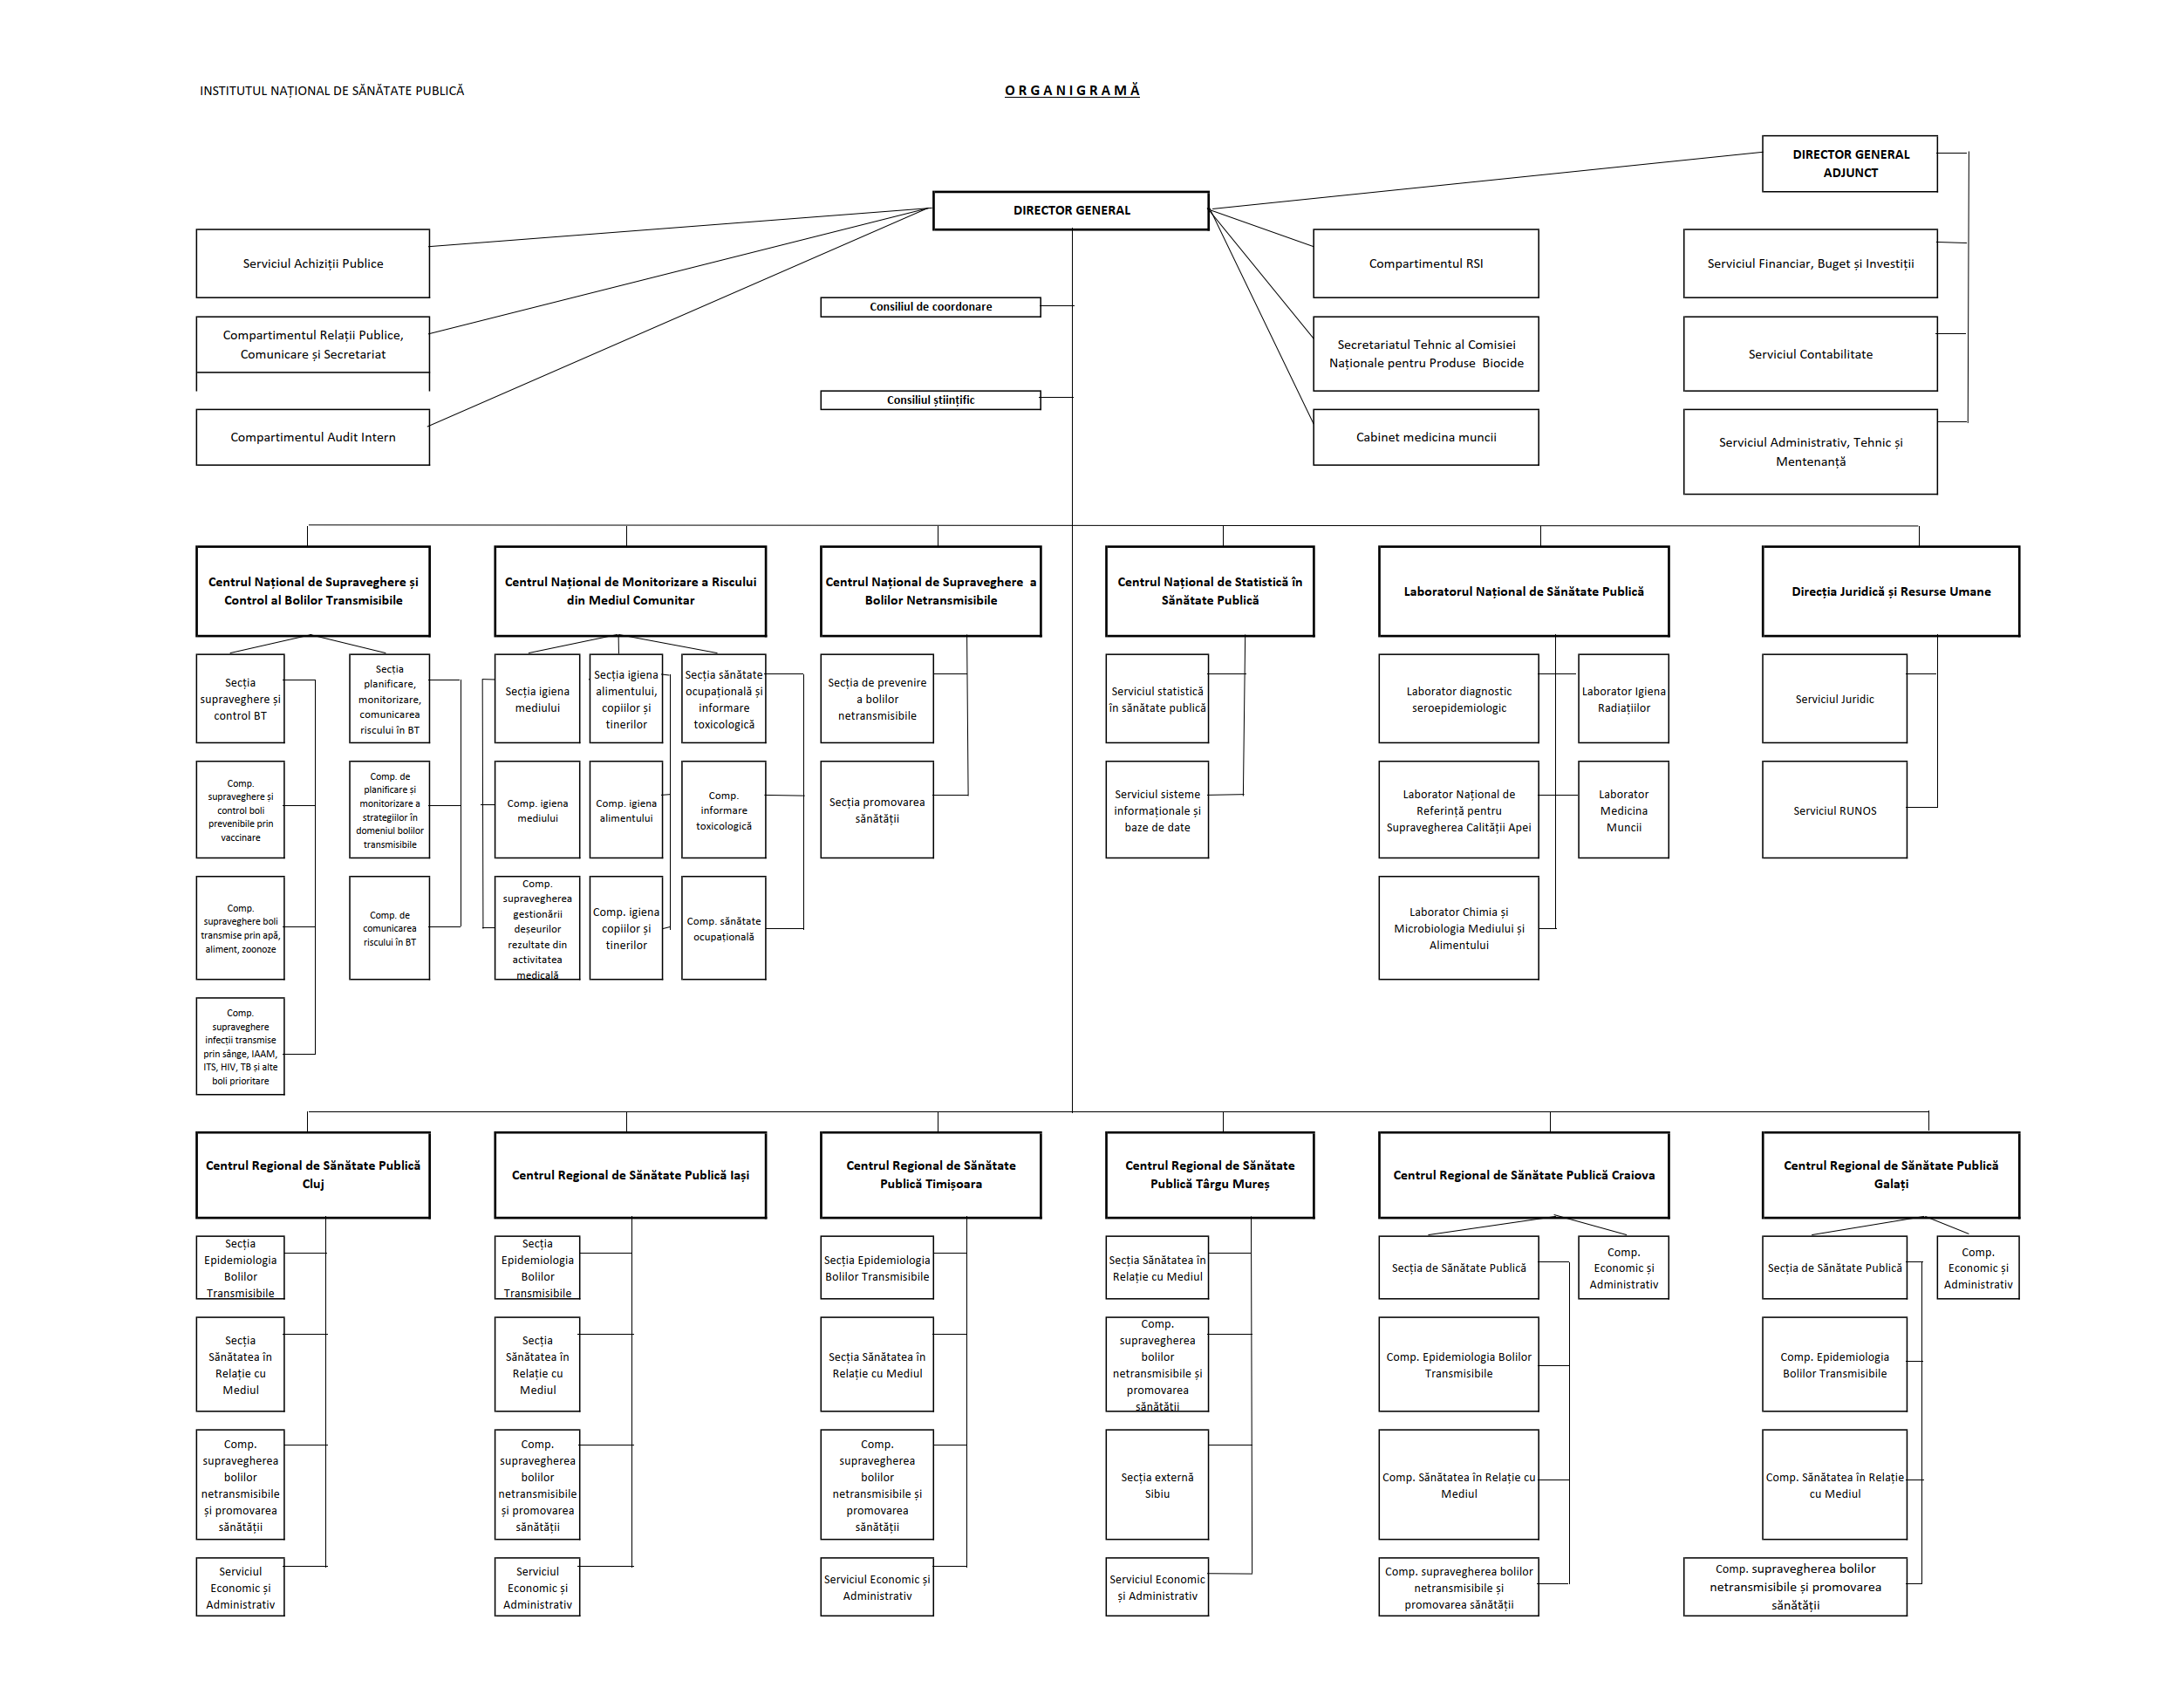 INSTITUTUL NAȚIONAL DE SĂNĂTATE PUBLICĂ
O R G A N I G R A M Ă
DIRECTOR GENERAL
ADJUNCT
DIRECTOR GENERAL
Serviciul Achiziții Publice
Compartimentul RSI
Serviciul Financiar, Buget și Investiții
Consiliul de coordonare
Compartimentul Relații Publice,
Comunicare și Secretariat
Secretariatul Tehnic al Comisiei
Naționale pentru Produse  Biocide
Serviciul Contabilitate
Consiliul științific
Compartimentul Audit Intern
Cabinet medicina muncii
Serviciul Administrativ, Tehnic și
Mentenanță
Centrul Național de Supraveghere și
Control al Bolilor Transmisibile
Centrul Național de Monitorizare a Riscului
din Mediul Comunitar
Centrul Național de Supraveghere  a
Bolilor Netransmisibile
Centrul Național de Statistică în
Sănătate Publică
Laboratorul Național de Sănătate Publică
Direcția Juridică și Resurse Umane
Secția
supraveghere și
control BT
Secția
planificare,
monitorizare,
comunicarea
riscului în BT
Secția igiena
mediului
Secția igiena
alimentului,
copiilor și
tinerilor
Secția sănătate
ocupațională și
informare
toxicologică
Secția de prevenire
a bolilor
netransmisibile
Serviciul statistică
în sănătate publică
Laborator diagnostic
seroepidemiologic
Laborator Igiena
Radiațiilor
Serviciul Juridic
Comp.
supraveghere și
control boli
prevenibile prin
vaccinare
Comp. de
planificare și
monitorizare a
strategiilor în
domeniul bolilor
transmisibile
Comp. igiena
mediului
Comp. igiena
alimentului
Comp.
informare
toxicologică
Secția promovarea
sănătății
Serviciul sisteme
informaționale și
baze de date
Laborator Național de
Referință pentru
Supravegherea Calității Apei
Laborator
Medicina
Muncii
Serviciul RUNOS
Comp.
supraveghere boli
transmise prin apă,
aliment, zoonoze
Comp. de
comunicarea
riscului în BT
Comp.
supravegherea
gestionării
deșeurilor
rezultate din
activitatea
medicală
Comp. igiena
copiilor și
tinerilor
Comp. sănătate
ocupațională
Laborator Chimia și
Microbiologia Mediului și
Alimentului
Comp.
supraveghere
infecții transmise
prin sânge, IAAM,
ITS, HIV, TB și alte
boli prioritare
Centrul Regional de Sănătate Publică
Cluj
Centrul Regional de Sănătate Publică Iași
Centrul Regional de Sănătate
Publică Timișoara
Centrul Regional de Sănătate
Publică Târgu Mureș
Centrul Regional de Sănătate Publică Craiova
Centrul Regional de Sănătate Publică
Galați
Secția
Epidemiologia
Bolilor
Transmisibile
Secția
Epidemiologia
Bolilor
Transmisibile
Secția Epidemiologia
Bolilor Transmisibile
Secția Sănătatea în
Relație cu Mediul
Secția de Sănătate Publică
Comp.
Economic și
Administrativ
Secția de Sănătate Publică
Comp.
Economic și
Administrativ
Secția
Sănătatea în
Relație cu
Mediul
Secția
Sănătatea în
Relație cu
Mediul
Secția Sănătatea în
Relație cu Mediul
Comp.
supravegherea
bolilor
netransmisibile și
promovarea
sănătății
Comp. Epidemiologia Bolilor
Transmisibile
Comp. Epidemiologia
Bolilor Transmisibile
Comp.
supravegherea
bolilor
netransmisibile
și promovarea
sănătății
Comp.
supravegherea
bolilor
netransmisibile
și promovarea
sănătății
Comp.
supravegherea
bolilor
netransmisibile și
promovarea
sănătății
Secția externă
Sibiu
Comp. Sănătatea în Relație cu
Mediul
Comp. Sănătatea în Relație
cu Mediul
Serviciul
Economic și
Administrativ
Serviciul
Economic și
Administrativ
Serviciul Economic și
Administrativ
Serviciul Economic
și Administrativ
Comp. supravegherea bolilor
netransmisibile și
promovarea sănătății
Comp. supravegherea bolilor
netransmisibile și promovarea
sănătății